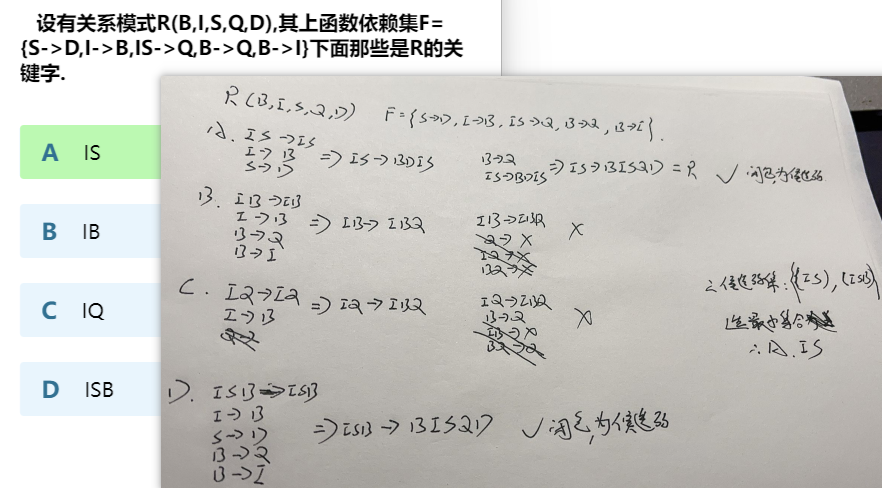 设有关系模式R(B,I,S,Q,D),其上函数依赖集F=
{S->D,I->B,IS->Q,B->Q,B->I}下面那些是R的关
键字.
A IS
B IB
C IQ
D ISB
R(B,I,S,Q,D) F={S→D,I→B,IS→Q,B→Q,B→I}.
A. IS→IS
I→B
S→D
=> IS→BDIS
B→Q
IS→BDIS
=> IS→BISQD=R ✓ 闭包,为候选码
B. IB→IB
I→B
B→Q
B→I
=> IB→IBQ
IB→IBQ
Q→X
IQ→X
BQ→X
X
C. IQ→IQ
I→B
=> IQ→IBQ
IQ→IBQ
B→Q
IB→X
BQ→Q
X
D. ISB→ISB
I→B
S→D
B→Q
B→I
=> ISB→BISQD ✓ 闭包,为候选码
∴候选码集:{(IS),(ISB)}
选最小集合
∴A. IS